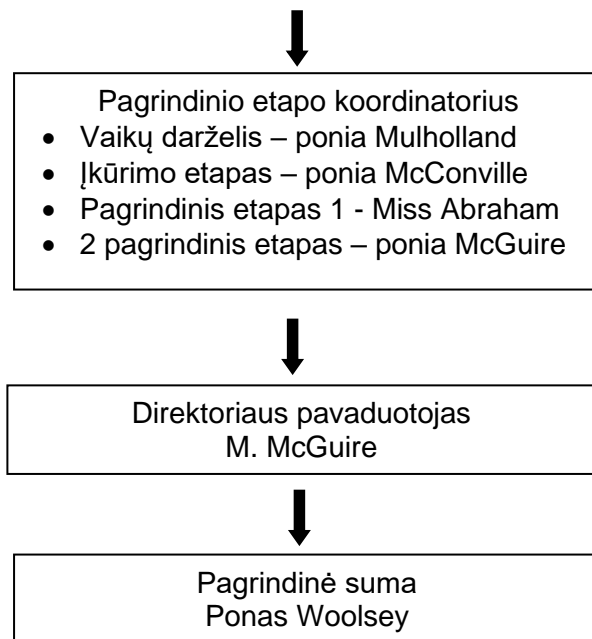 Pagrindinio etapo koordinatorius
• Vaikų darželis – ponia Mulholland
• Įkūrimo etapas – ponia McConville
• Pagrindinis etapas 1 - Miss Abraham
• 2 pagrindinis etapas – ponia McGuire
Direktoriaus pavaduotojas
M. McGuire
Pagrindinė suma
Ponas Woolsey